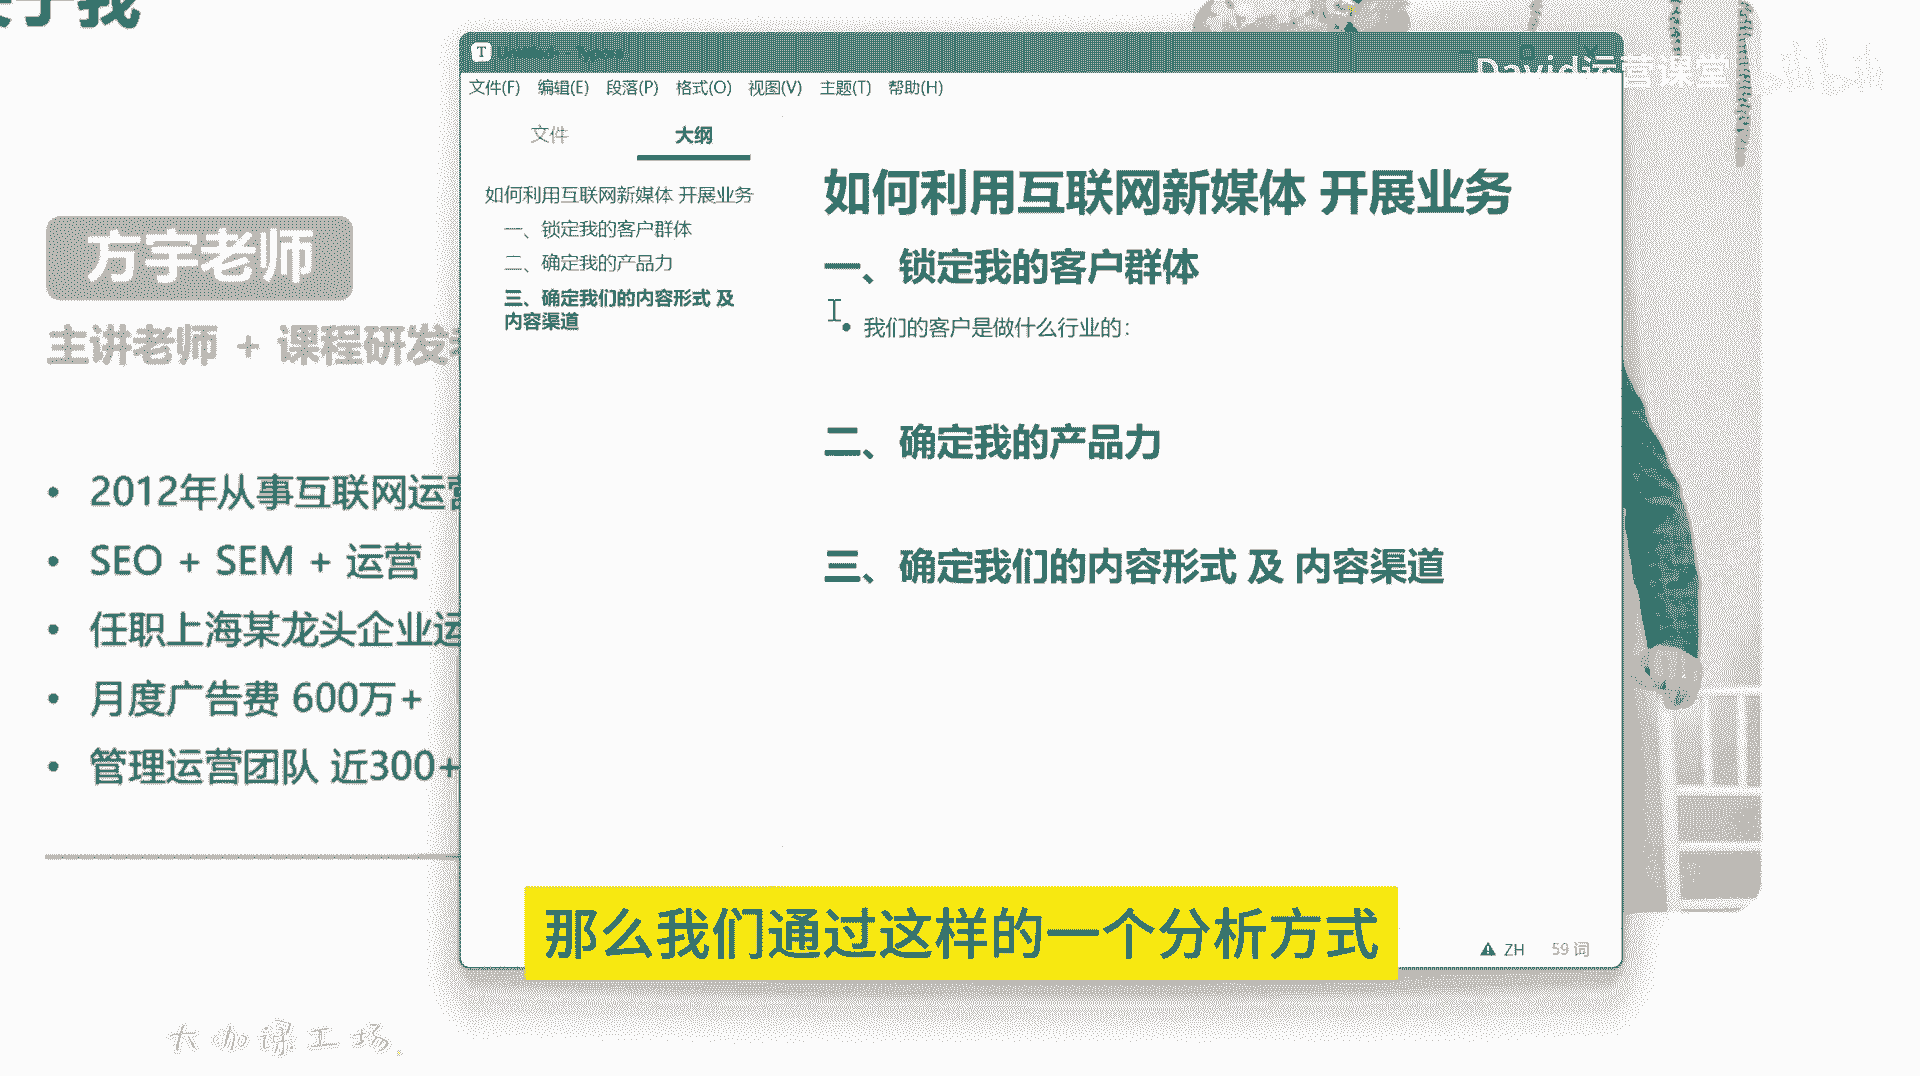 于我
方宇老师
主讲老师 + 课程研发
• 2012年从事互联网运营
• SEO + SEM + 运营
• 任职上海某龙头企业运
• 月度广告费 600万+
• 管理运营团队 近300+
大咖课工场.
David运营课堂
文件(F) 编辑(E) 段落(P) 格式(O) 视图(V) 主题(T) 帮助(H)
文件 大纲
如何利用互联网新媒体 开展业务
一、锁定我的客户群体
二、确定我的产品力
三、确定我们的内容形式 及
内容渠道
如何利用互联网新媒体 开展业务
一、锁定我的客户群体
• 我们的客户是做什么行业的：
二、确定我的产品力
三、确定我们的内容形式 及 内容渠道
ZH 59 词
那么我们通过这样的一个分析方式